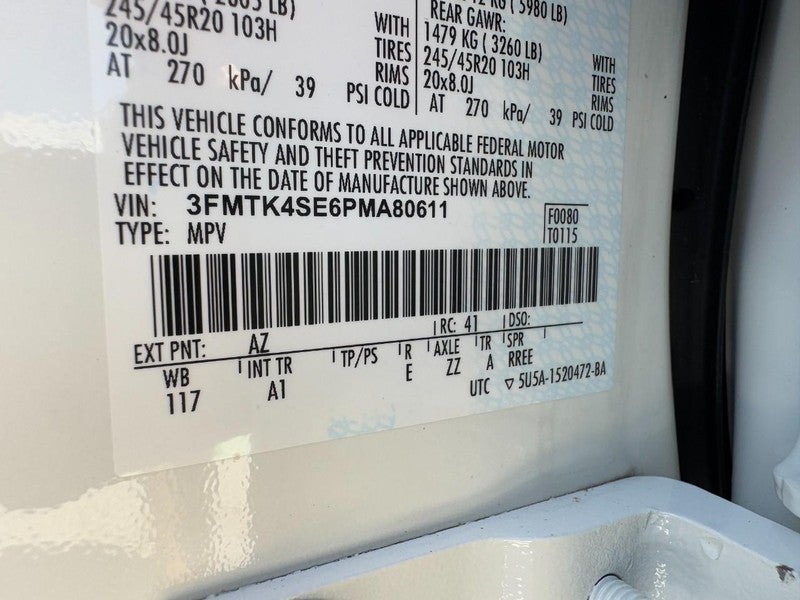 245/45R20 103H WITH
20x8.0J TIRES
AT 270 kPa/ 39 RIMS
PSI COLD
KG ( 5980 LB)
REAR GAWR:
1479 KG ( 3260 LB)
245/45R20 103H WITH
20x8.0J TIRES
AT 270 kPa/ 39 RIMS
PSI COLD
THIS VEHICLE CONFORMS TO ALL APPLICABLE FEDERAL MOTOR
VEHICLE SAFETY AND THEFT PREVENTION STANDARDS IN
EFFECT ON THE DATE OF MANUFACTURE SHOWN ABOVE.
VIN: 3FMTK4SE6PMA80611 F0080
TYPE: MPV T0115
RC: 41 DSO:
EXT PNT: AZ
WB INT TR TP/PS R AXLE TR SPR
117 A1 E ZZ A RREE
UTC ▽ 5U5A-1520472-BA